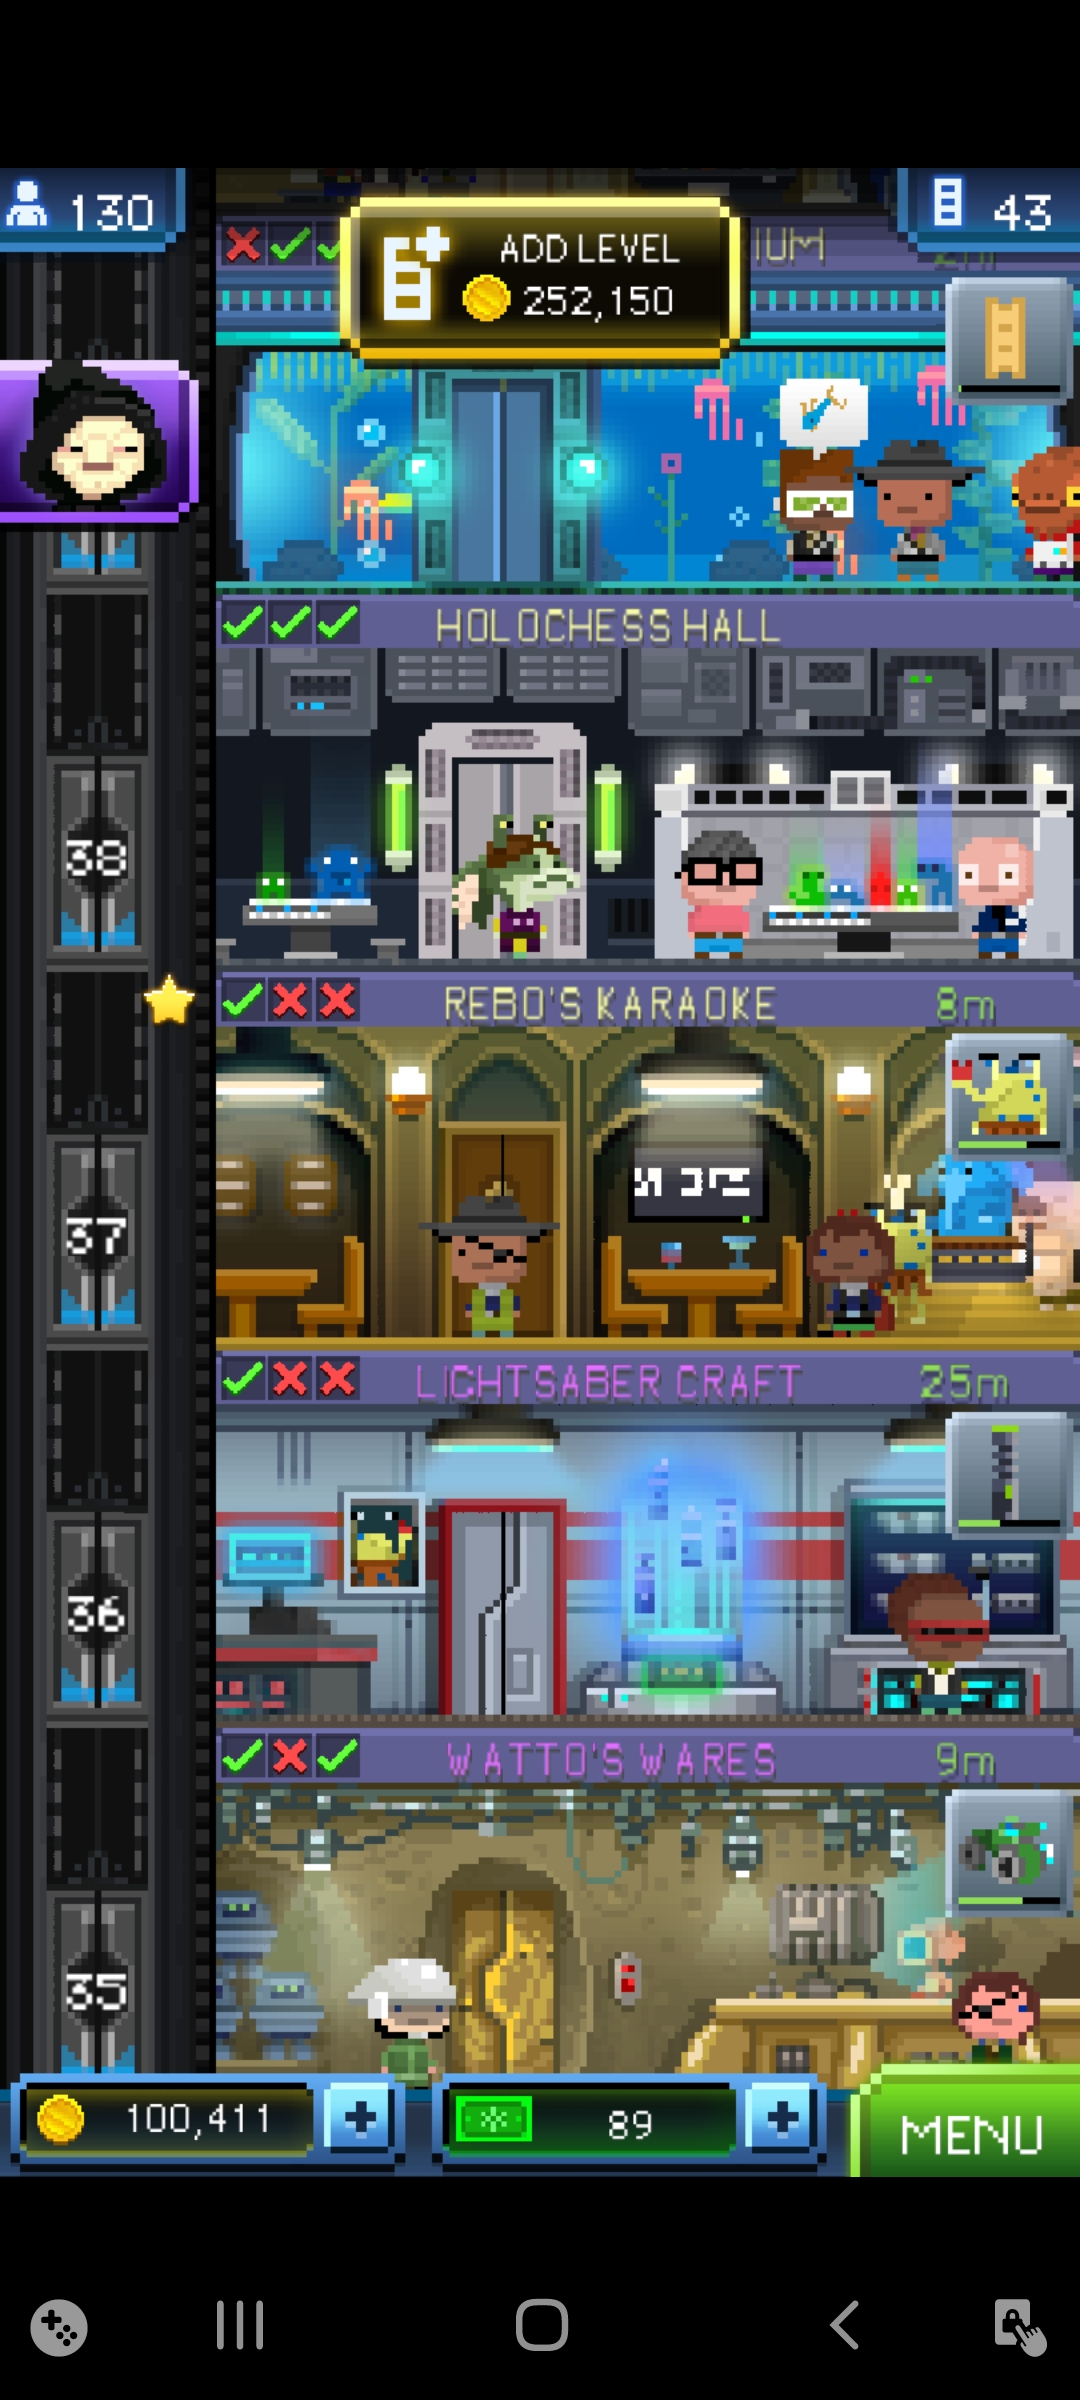 130
ADD LEVEL
252,150
43
IUM
HOLOCHESS HALL
38
REBO'S KARAOKE 8m
37
LIGHTSABER CRAFT 25m
36
WATTO'S WARES 9m
35
100,411
89
MENU